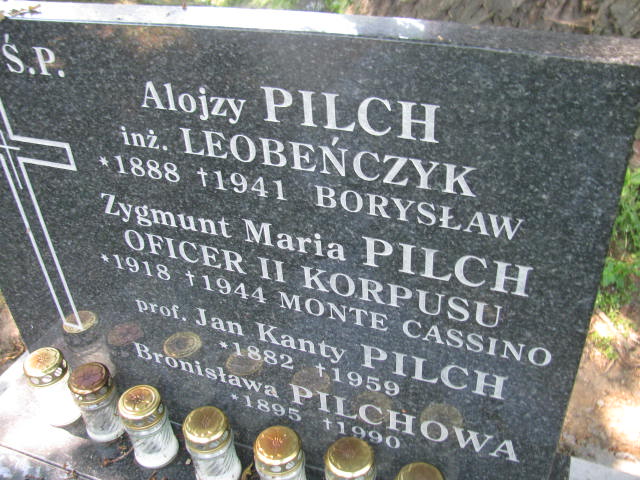 Ś.P.
Alojzy PILCH
inż. LEOBEŃCZYK
*1888 †1941 BORYSŁAW
Zygmunt Maria PILCH
OFICER II KORPUSU
*1918 †1944 MONTE CASSINO
prof. Jan Kanty PILCH
*1882 †1959
Bronisława PILCHOWA
*1895 †1990